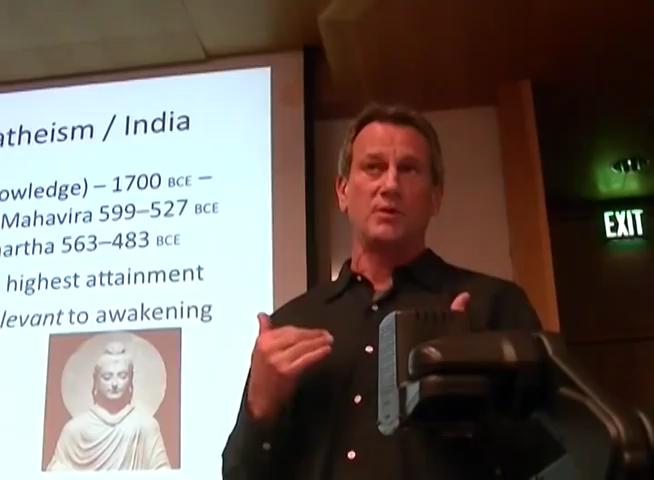 atheism / India
owledge) – 1700 BCE –
Mahavira 599–527 BCE
artha 563–483 BCE
highest attainment
levant to awakening
EXIT